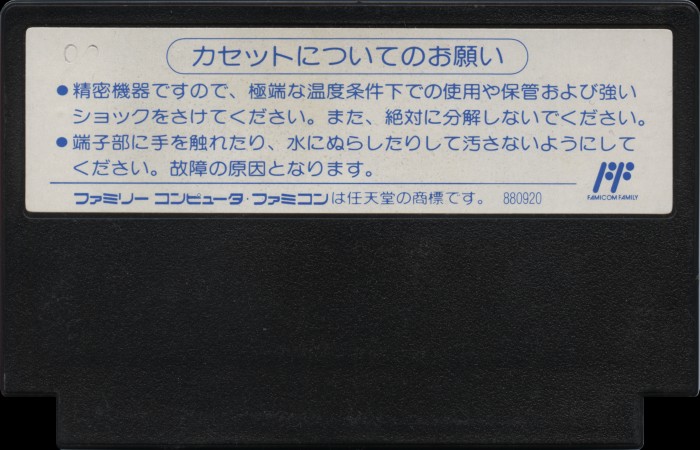 カセットについてのお願い
●精密機器ですので、極端な温度条件下での使用や保管および強い
ショックをさけてください。また、絶対に分解しないでください。
●端子部に手を触れたり、水にぬらしたりして汚さないようにして
ください。故障の原因となります。
ファミリー コンピュータ・ファミコンは任天堂の商標です。 880920
FAMICOM FAMILY